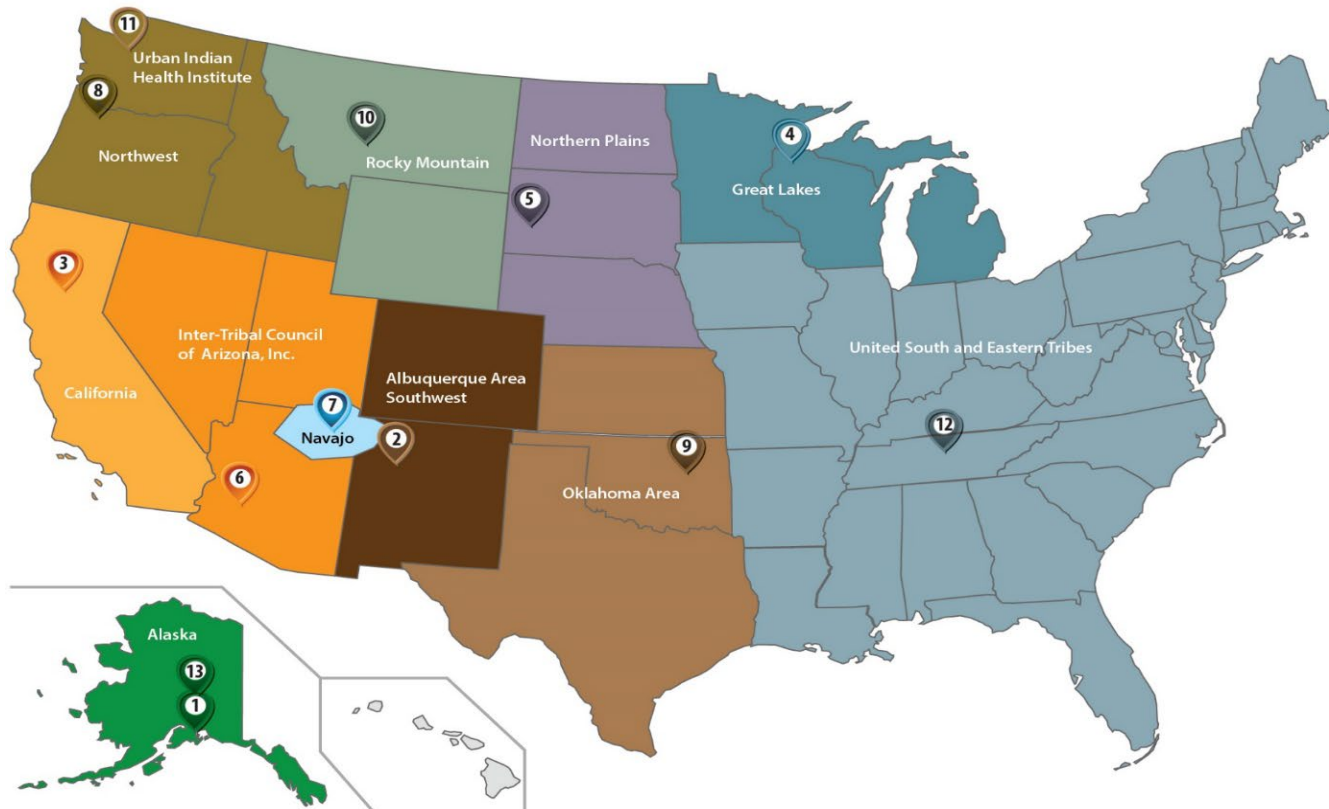 11
Urban Indian
Health Institute
8
Northwest
10
Rocky Mountain
Northern Plains
5
4
Great Lakes
3
California
Inter-Tribal Council
of Arizona, Inc.
7
Navajo
6
Albuquerque Area
Southwest
2
9
Oklahoma Area
United South and Eastern Tribes
12
Alaska
13
1